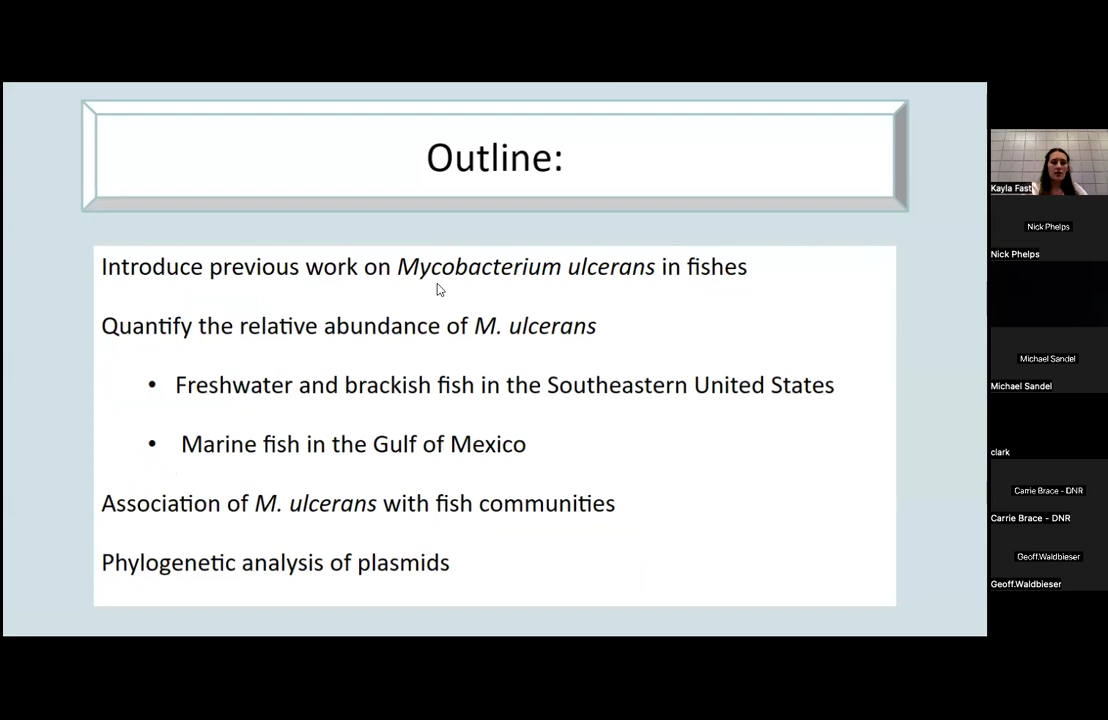 Outline:
Introduce previous work on Mycobacterium ulcerans in fishes
Quantify the relative abundance of M. ulcerans
• Freshwater and brackish fish in the Southeastern United States
• Marine fish in the Gulf of Mexico
Association of M. ulcerans with fish communities
Phylogenetic analysis of plasmids
Kayla Fast
Nick Phelps
Nick Phelps
Michael Sandel
Michael Sandel
clark
Carrie Brace - DNR
Carrie Brace - DNR
Geoff.Waldbieser
Geoff.Waldbieser